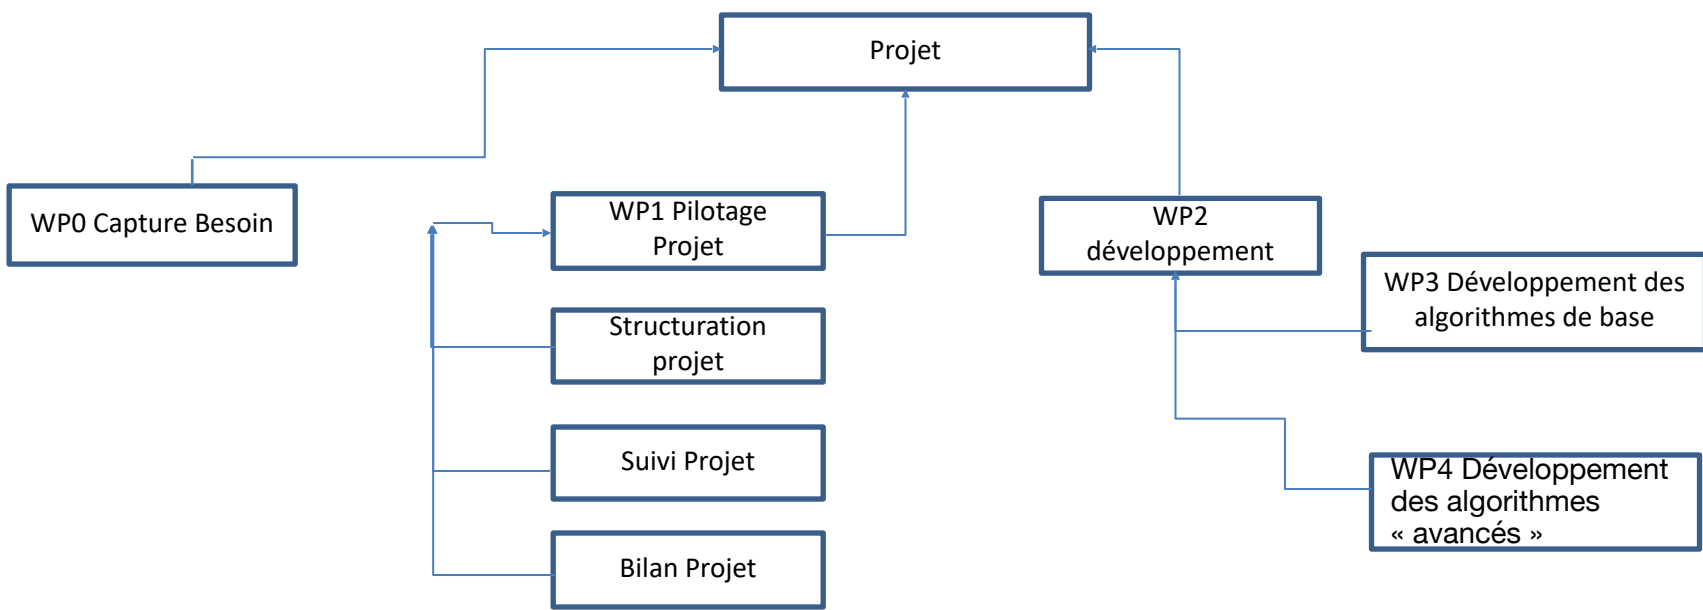 Projet
WP0 Capture Besoin
WP1 Pilotage
Projet
Structuration
projet
Suivi Projet
Bilan Projet
WP2
développement
WP3 Développement des
algorithmes de base
WP4 Développement
des algorithmes
« avancés »